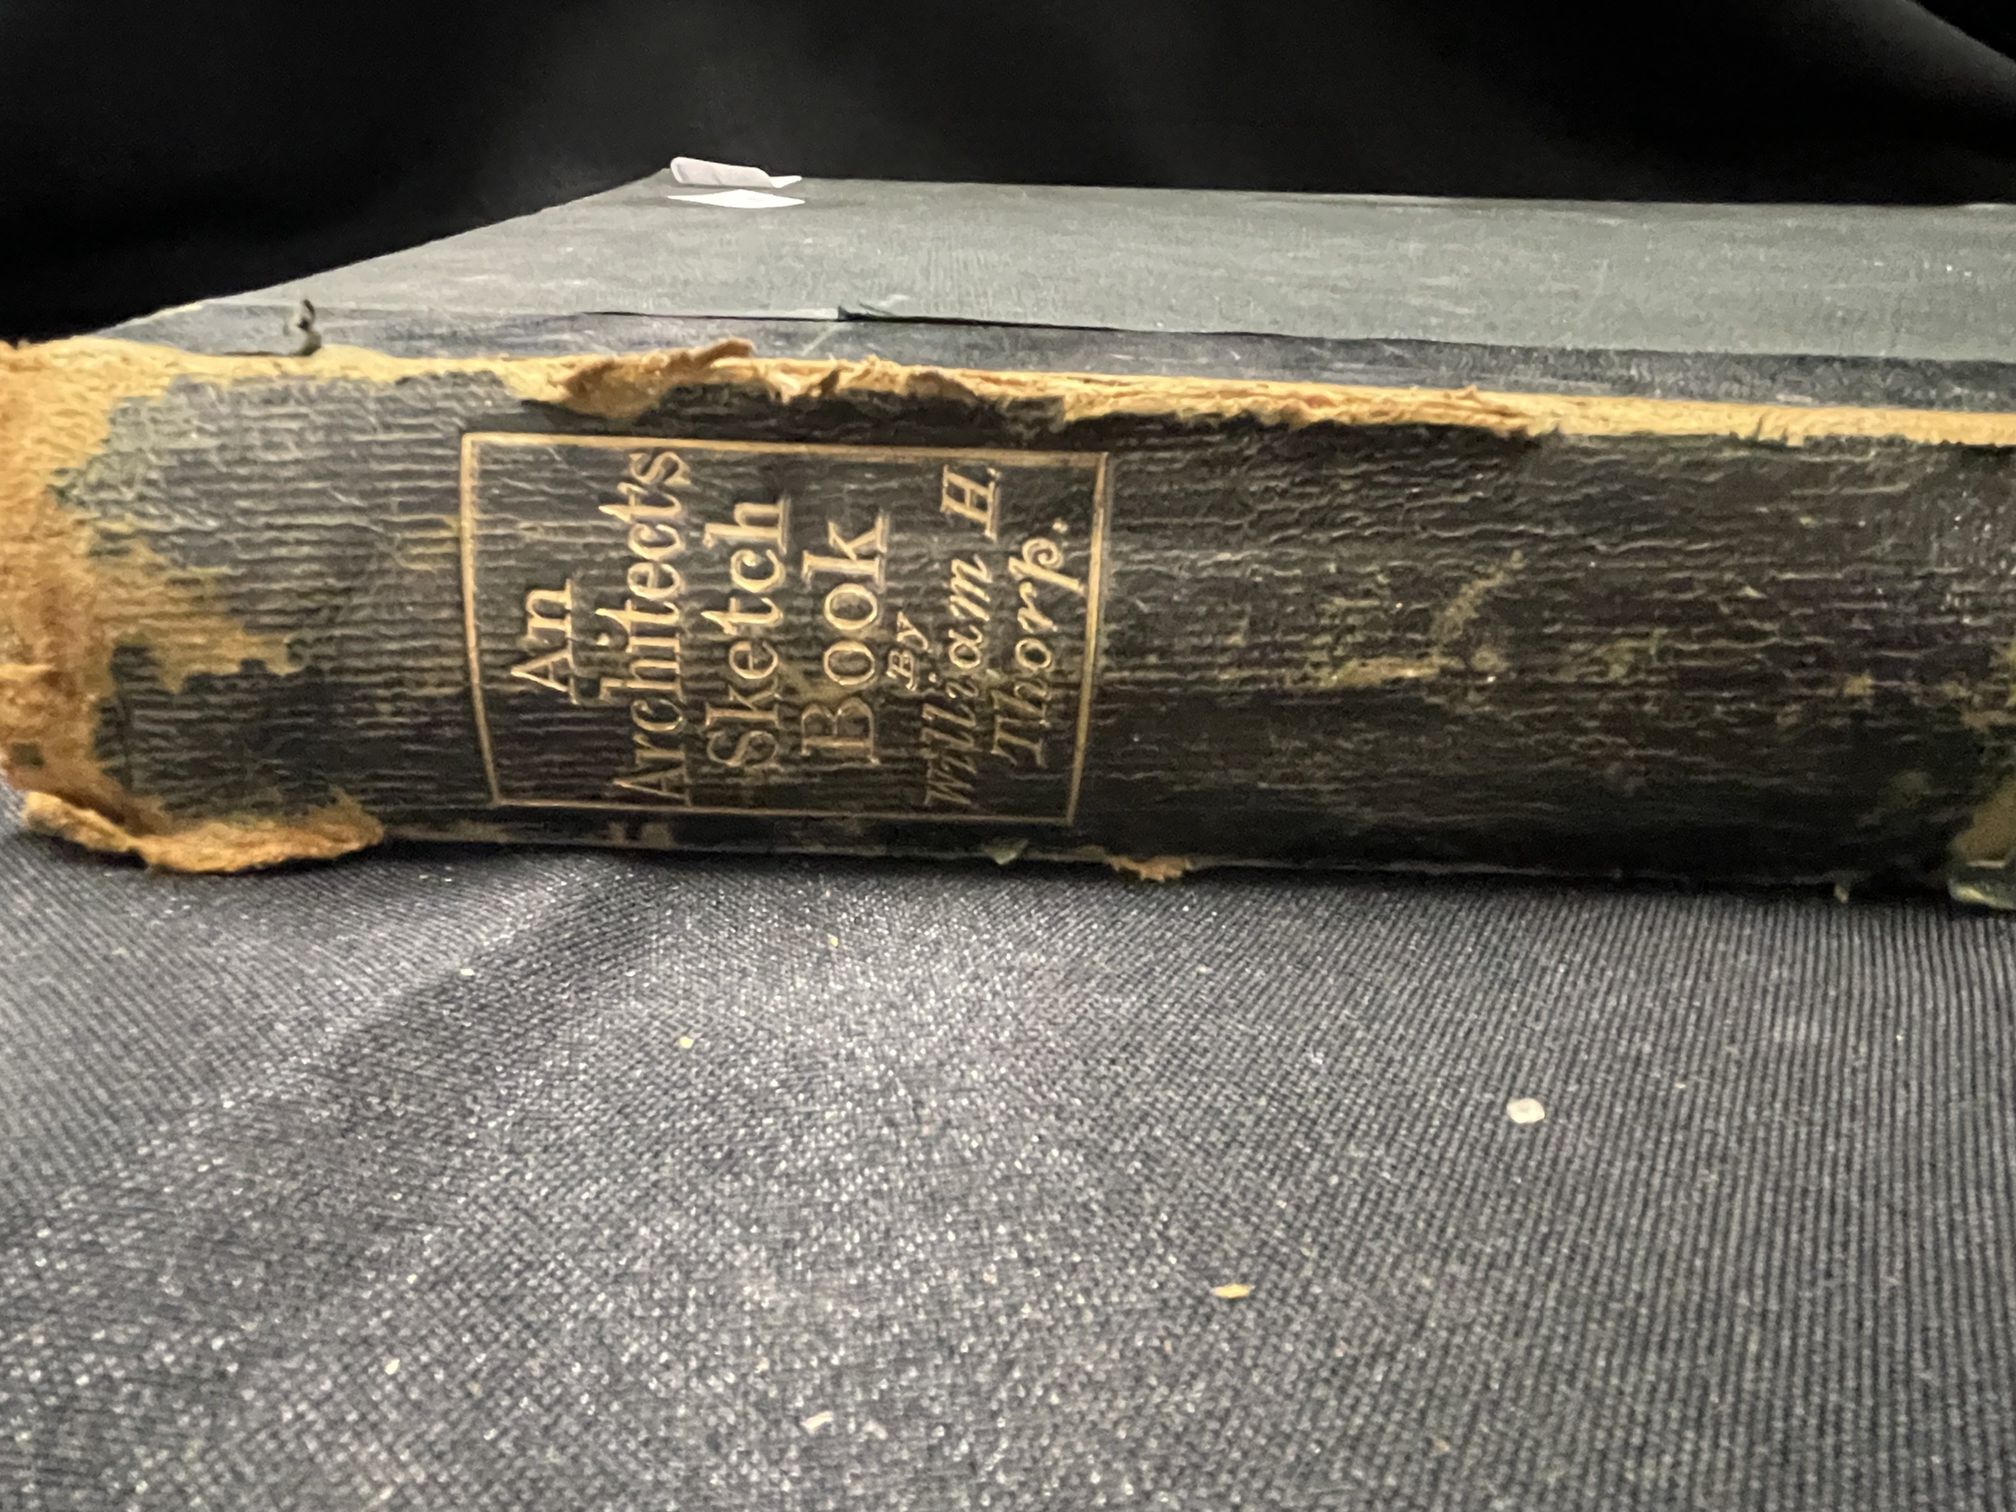 An
Architects
Sketch
Book
By
William H.
Thorp.